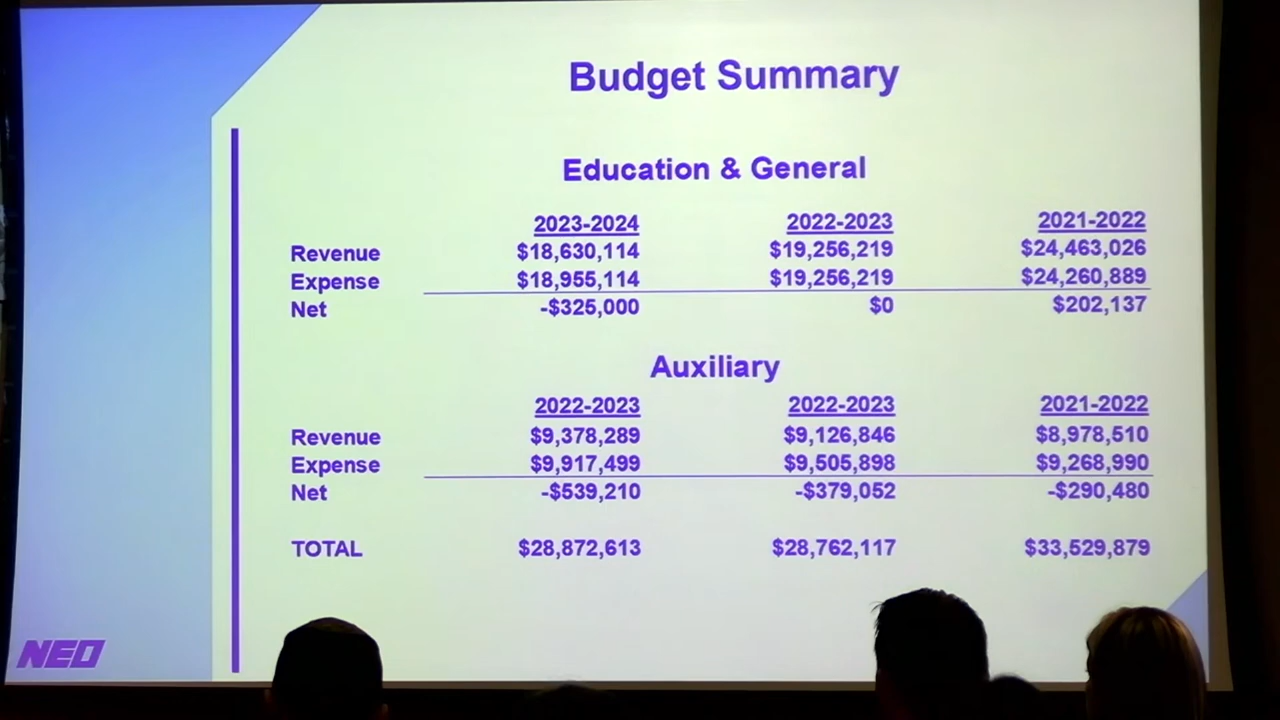 Budget Summary
Education & General
2023-2024 2022-2023 2021-2022
Revenue $18,630,114 $19,256,219 $24,463,026
Expense $18,955,114 $19,256,219 $24,260,889
Net -$325,000 $0 $202,137
Auxiliary
2022-2023 2022-2023 2021-2022
Revenue $9,378,289 $9,126,846 $8,978,510
Expense $9,917,499 $9,505,898 $9,268,990
Net -$539,210 -$379,052 -$290,480
TOTAL $28,872,613 $28,762,117 $33,529,879
NEO